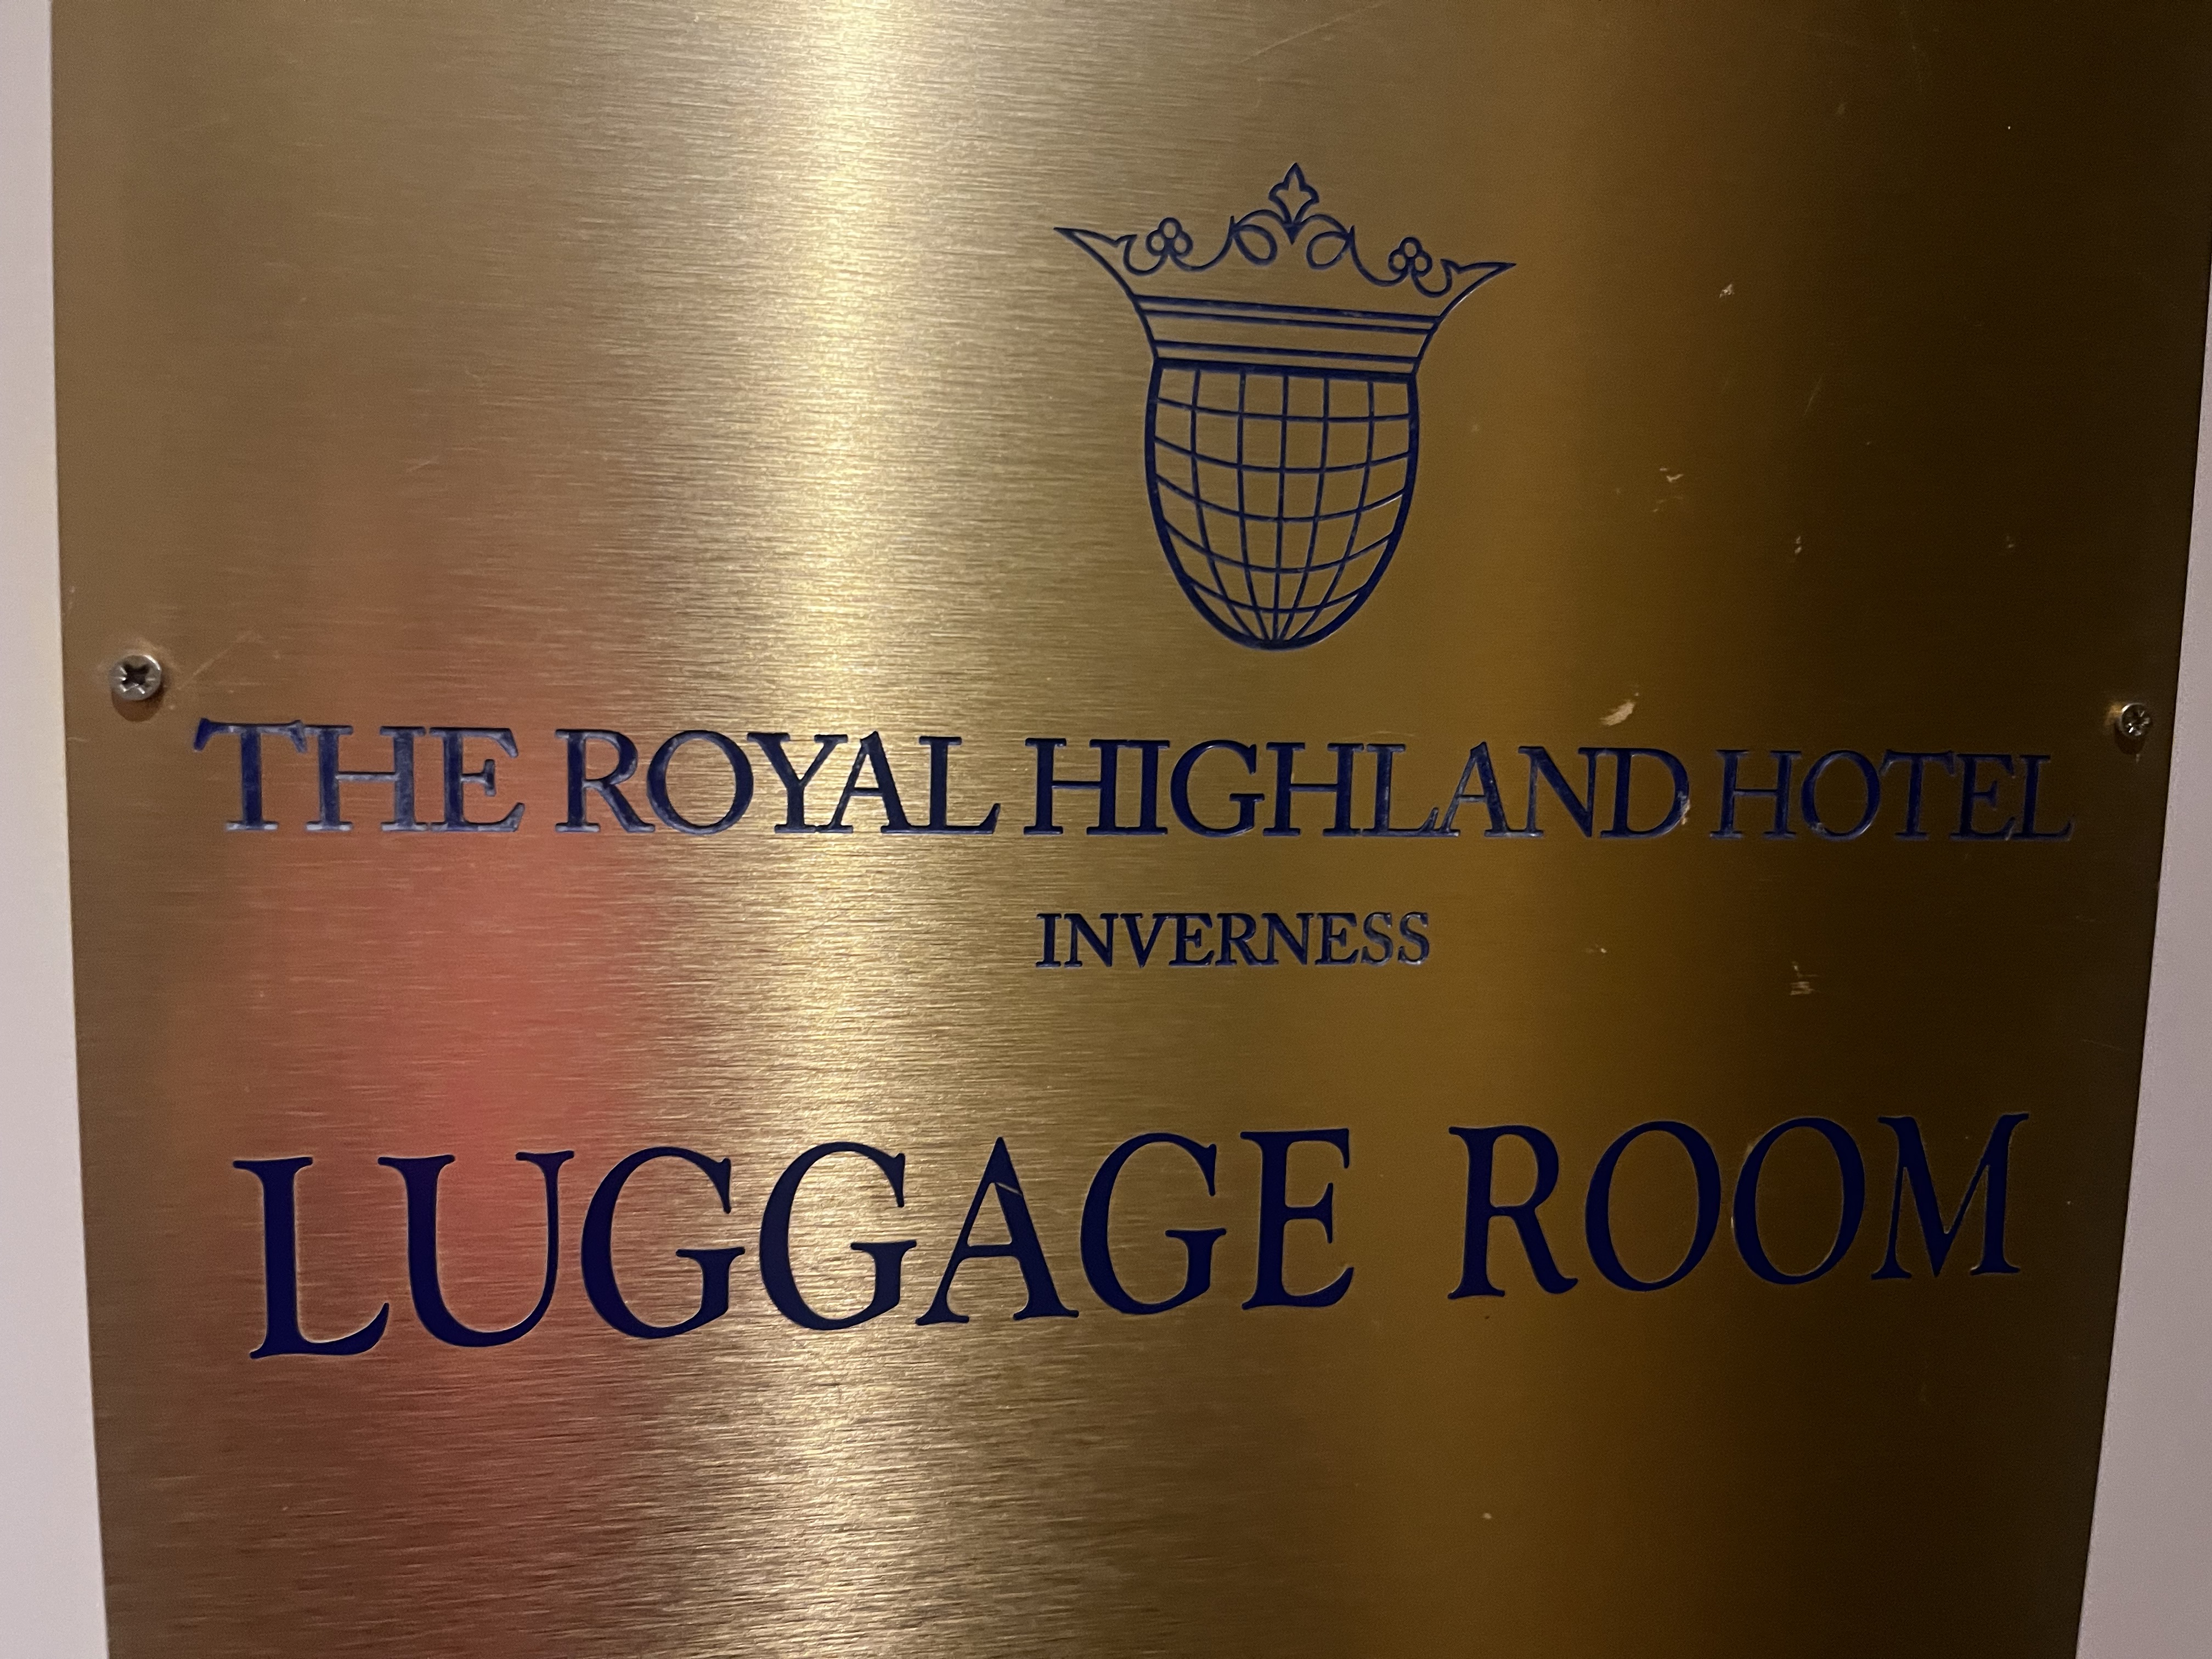 THE ROYAL HIGHLAND HOTEL
INVERNESS
LUGGAGE ROOM